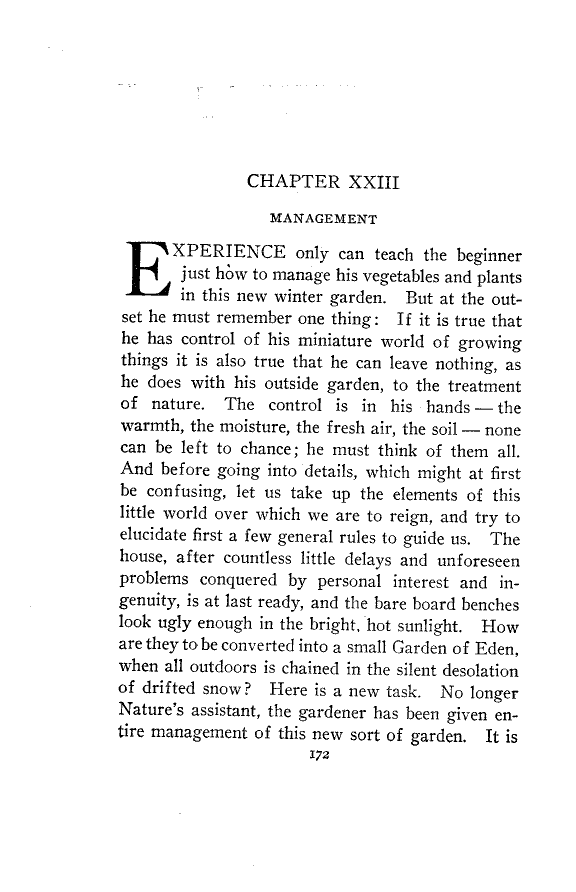 CHAPTER XXIII
MANAGEMENT
EXPERIENCE only can teach the beginner
just how to manage his vegetables and plants
in this new winter garden. But at the out-
set he must remember one thing: If it is true that
he has control of his miniature world of growing
things it is also true that he can leave nothing, as
he does with his outside garden, to the treatment
of nature. The control is in his hands — the
warmth, the moisture, the fresh air, the soil — none
can be left to chance; he must think of them all.
And before going into details, which might at first
be confusing, let us take up the elements of this
little world over which we are to reign, and try to
elucidate first a few general rules to guide us. The
house, after countless little delays and unforeseen
problems conquered by personal interest and in-
genuity, is at last ready, and the bare board benches
look ugly enough in the bright, hot sunlight. How
are they to be converted into a small Garden of Eden,
when all outdoors is chained in the silent desolation
of drifted snow? Here is a new task. No longer
Nature's assistant, the gardener has been given en-
tire management of this new sort of garden. It is
172